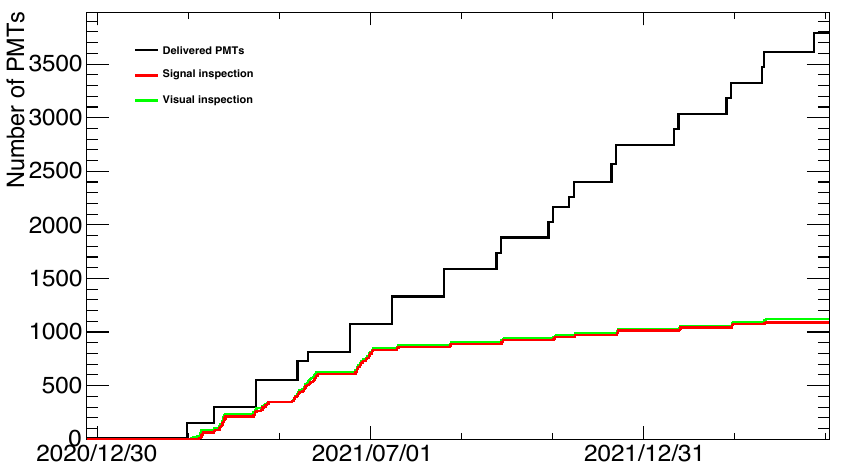 Number of PMTs
Delivered PMTs
Signal inspection
Visual inspection
3500
3000
2500
2000
1500
1000
500
0
2020/12/30 2021/07/01 2021/12/31